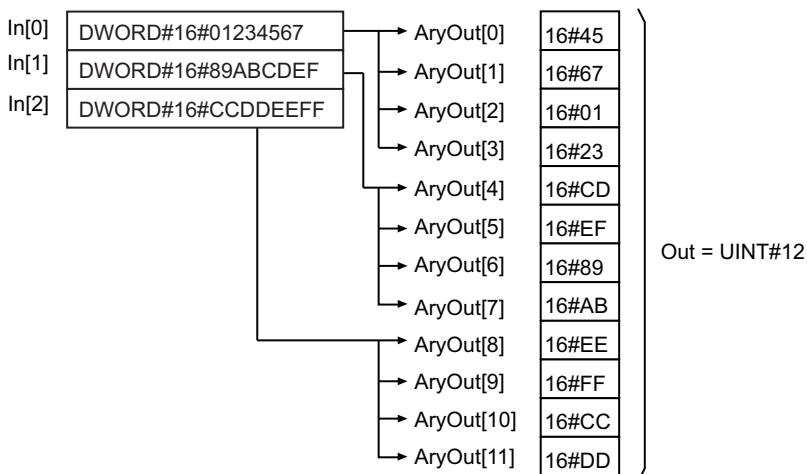 In[0] DWORD#16#01234567 AryOut[0] 16#45
In[1] DWORD#16#89ABCDEF AryOut[1] 16#67
In[2] DWORD#16#CCDDEEFF AryOut[2] 16#01
AryOut[3] 16#23
AryOut[4] 16#CD
AryOut[5] 16#EF
AryOut[6] 16#89
Out = UINT#12
AryOut[7] 16#AB
AryOut[8] 16#EE
AryOut[9] 16#FF
AryOut[10] 16#CC
AryOut[11] 16#DD